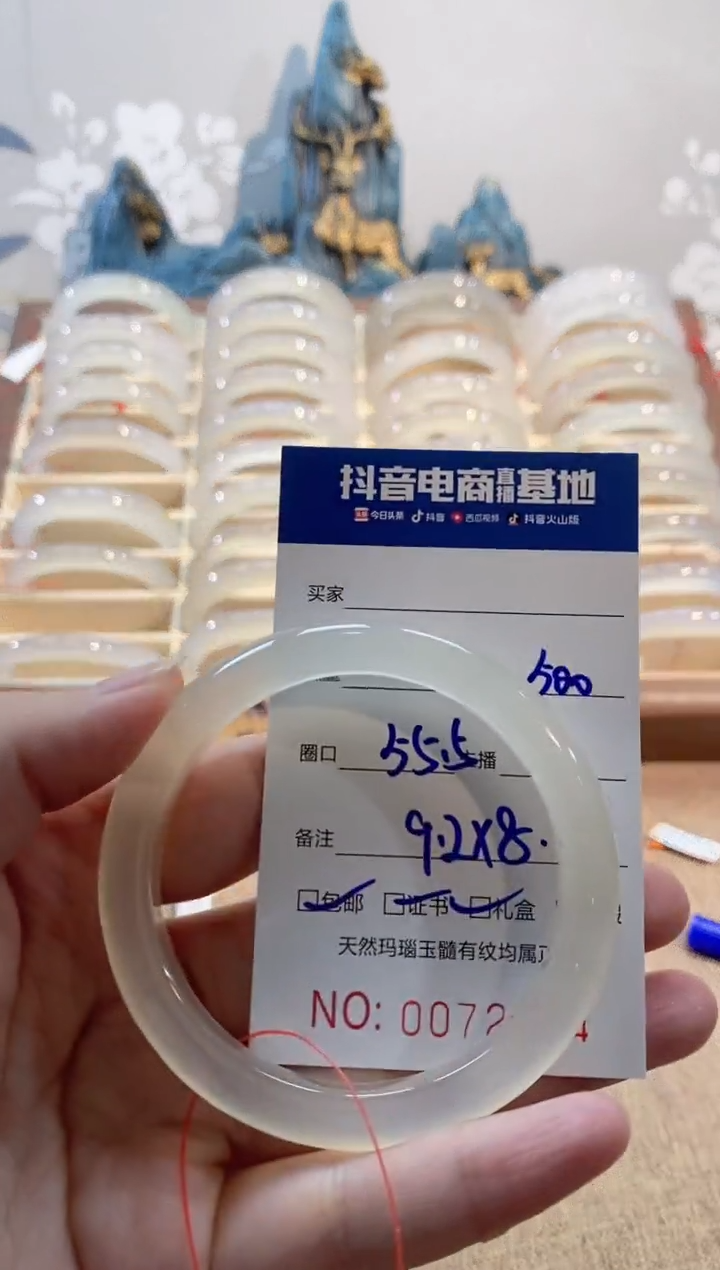 抖音电商直播基地
今日头条 抖音 西瓜视频 抖音火山版
买家
500
圈口 55.5 播
备注 9.2X8.
包邮 证书 礼盒
天然玛瑙玉髓有纹均属
NO: 0072 4